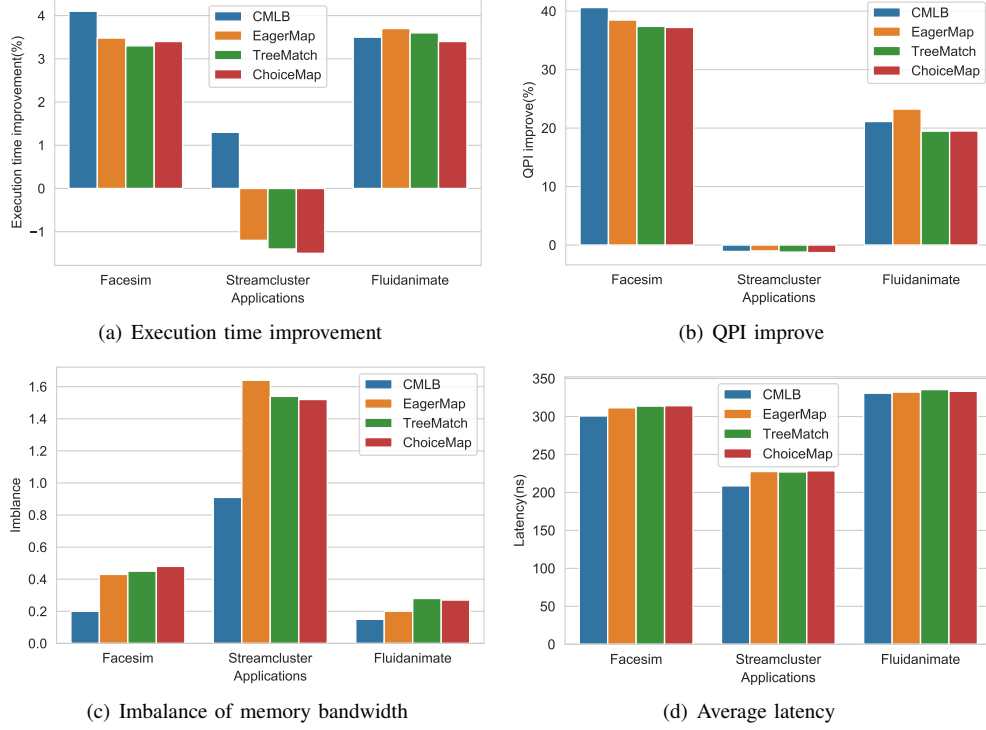 Execution time improvement(%)
4
3
2
1
0
−1
CMLB
EagerMap
TreeMatch
ChoiceMap
Facesim
Streamcluster
Fluidanimate
Applications
(a) Execution time improvement
QPI improve(%)
40
30
20
10
0
CMLB
EagerMap
TreeMatch
ChoiceMap
Facesim
Streamcluster
Fluidanimate
Applications
(b) QPI improve
Imblance
1.6
1.4
1.2
1.0
0.8
0.6
0.4
0.2
0.0
CMLB
EagerMap
TreeMatch
ChoiceMap
Facesim
Streamcluster
Fluidanimate
Applications
(c) Imbalance of memory bandwidth
Latency(ns)
350
300
250
200
150
100
50
0
CMLB
EagerMap
TreeMatch
ChoiceMap
Facesim
Streamcluster
Fluidanimate
Applications
(d) Average latency